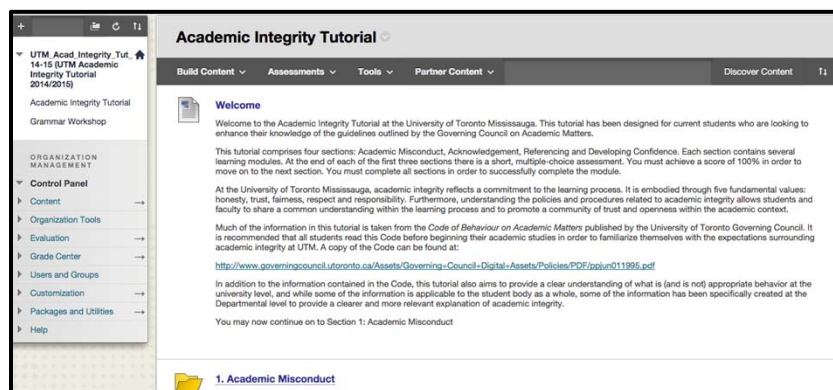 UTM_Acad_Integrity_Tut_
14-15 (UTM Academic
Integrity Tutorial
2014/2015)
Academic Integrity Tutorial
Grammar Workshop
ORGANIZATION
MANAGEMENT
Control Panel
Content
Organization Tools
Evaluation
Grade Center
Users and Groups
Customization
Packages and Utilities
Help
Academic Integrity Tutorial
Build Content Assessments Tools Partner Content Discover Content
Welcome
Welcome to the Academic Integrity Tutorial at the University of Toronto Mississauga. This tutorial has been designed for current students who are looking to
enhance their knowledge of the guidelines outlined by the Governing Council on Academic Matters.
This tutorial comprises four sections: Academic Misconduct, Acknowledgement, Referencing and Developing Confidence. Each section contains several
learning modules. At the end of each of the first three sections there is a short, multiple-choice assessment. You must achieve a score of 100% in order to
move on to the next section. You must complete all sections in order to successfully complete the module.
At the University of Toronto Mississauga, academic integrity reflects a commitment to the learning process. It is embodied through five fundamental values:
honesty, trust, fairness, respect and responsibility. Furthermore, understanding the policies and procedures related to academic integrity allows students and
faculty to share a common understanding within the learning process and to promote a community of trust and openness within the academic context.
Much of the information in this tutorial is taken from the Code of Behaviour on Academic Matters published by the University of Toronto Governing Council. It
is recommended that all students read this Code before beginning their academic studies in order to familiarize themselves with the expectations surrounding
academic integrity at UTM. A copy of the Code can be found at:
http://www.governingcouncil.utoronto.ca/Assets/Governing+Council+Digital+Assets/Policies/PDF/ppjun011995.pdf
In addition to the information contained in the Code, this tutorial also aims to provide a clear understanding of what is (and is not) appropriate behavior at the
university level, and while some of the information is applicable to the student body as a whole, some of the information has been specifically created at the
Departmental level to provide a clearer and more relevant explanation of academic integrity.
You may now continue on to Section 1: Academic Misconduct
1. Academic Misconduct